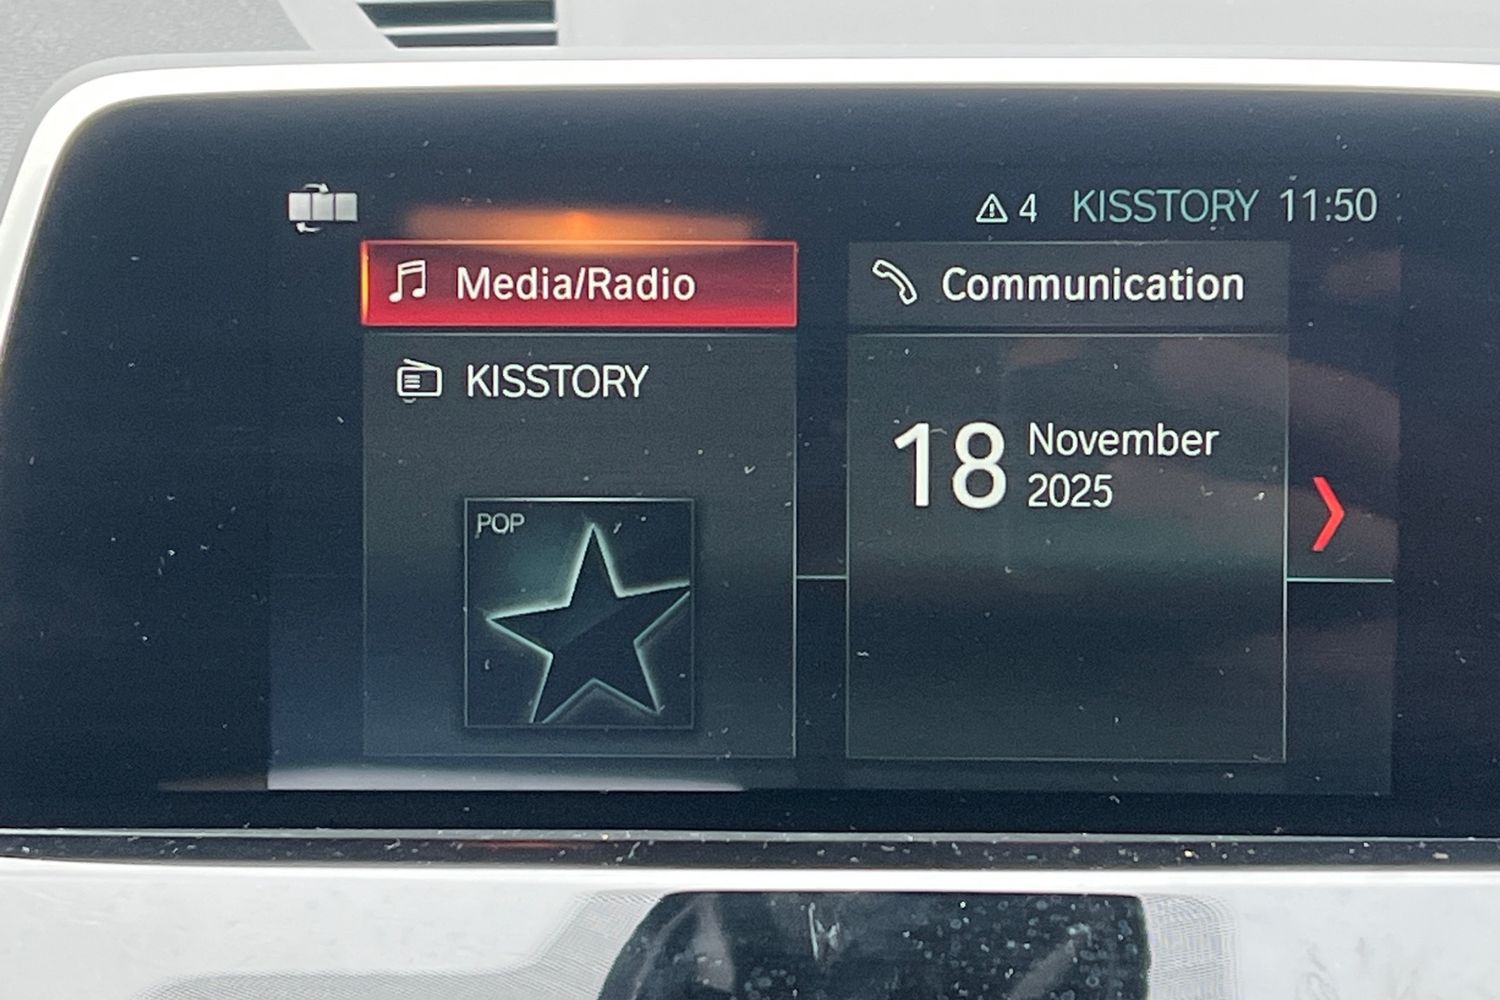 4 KISSTORY 11:50
Media/Radio
KISSTORY
POP
Communication
18 November
2025